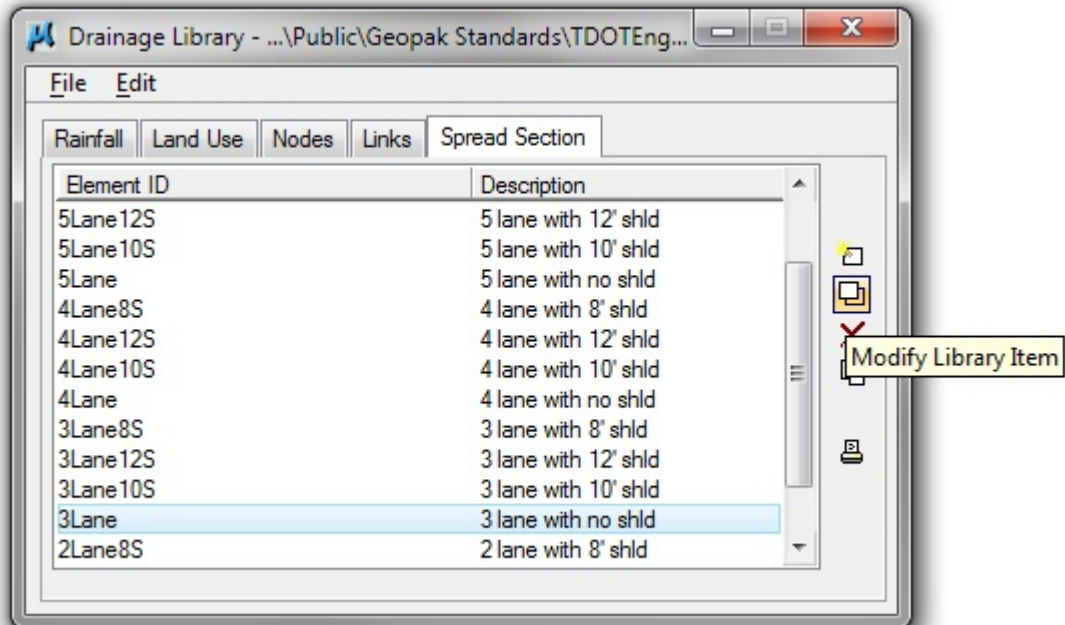 Drainage Library - ...\Public\Geopak Standards\TDOTEng...
File Edit
Rainfall Land Use Nodes Links Spread Section
Element ID Description
5Lane12S 5 lane with 12' shld
5Lane10S 5 lane with 10' shld
5Lane 5 lane with no shld
4Lane8S 4 lane with 8' shld
4Lane12S 4 lane with 12' shld
4Lane10S 4 lane with 10' shld
4Lane 4 lane with no shld
3Lane8S 3 lane with 8' shld
3Lane12S 3 lane with 12' shld
3Lane10S 3 lane with 10' shld
3Lane 3 lane with no shld
2Lane8S 2 lane with 8' shld
Modify Library Item